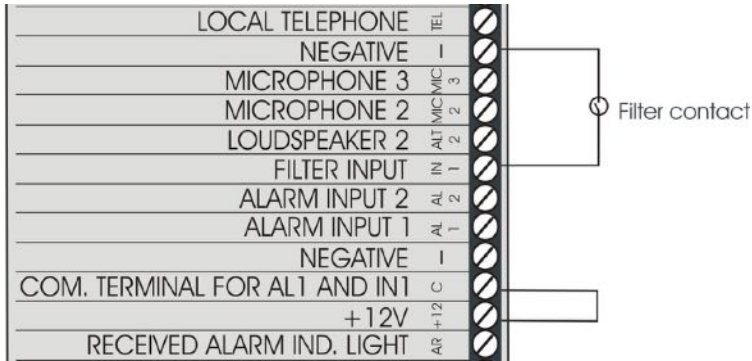 LOCAL TELEPHONE TEL
NEGATIVE -
MICROPHONE 3 MIC 3
MICROPHONE 2 MIC 2
LOUDSPEAKER 2 ALT 2
FILTER INPUT IN 1
ALARM INPUT 2 AL 2
ALARM INPUT 1 AL 1
NEGATIVE -
COM. TERMINAL FOR AL1 AND IN1 C
+12V +12
RECEIVED ALARM IND. LIGHT AR
Filter contact